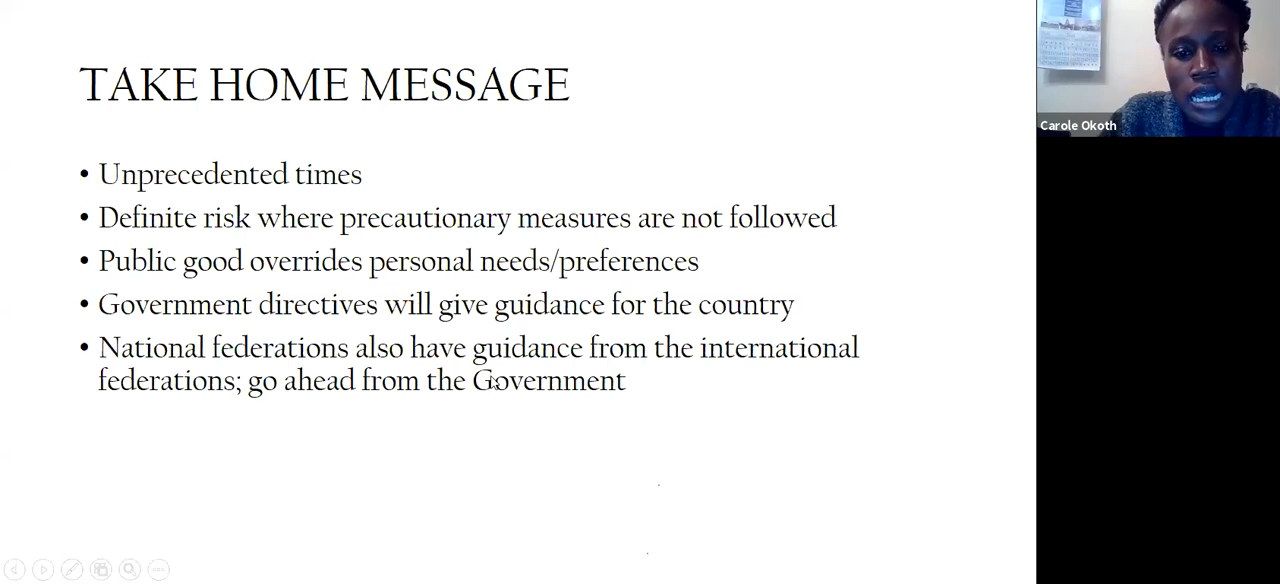 TAKE HOME MESSAGE
• Unprecedented times
• Definite risk where precautionary measures are not followed
• Public good overrides personal needs/preferences
• Government directives will give guidance for the country
• National federations also have guidance from the international
federations; go ahead from the Government
Carole Okoth